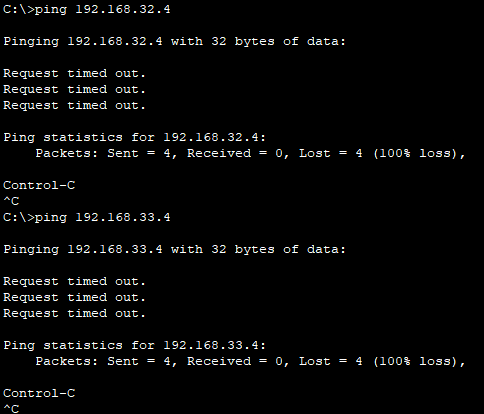 C:\>ping 192.168.32.4
Pinging 192.168.32.4 with 32 bytes of data:
Request timed out.
Request timed out.
Request timed out.
Ping statistics for 192.168.32.4:
    Packets: Sent = 4, Received = 0, Lost = 4 (100% loss),
Control-C
^C
C:\>ping 192.168.33.4
Pinging 192.168.33.4 with 32 bytes of data:
Request timed out.
Request timed out.
Request timed out.
Ping statistics for 192.168.33.4:
    Packets: Sent = 4, Received = 0, Lost = 4 (100% loss),
Control-C
^C